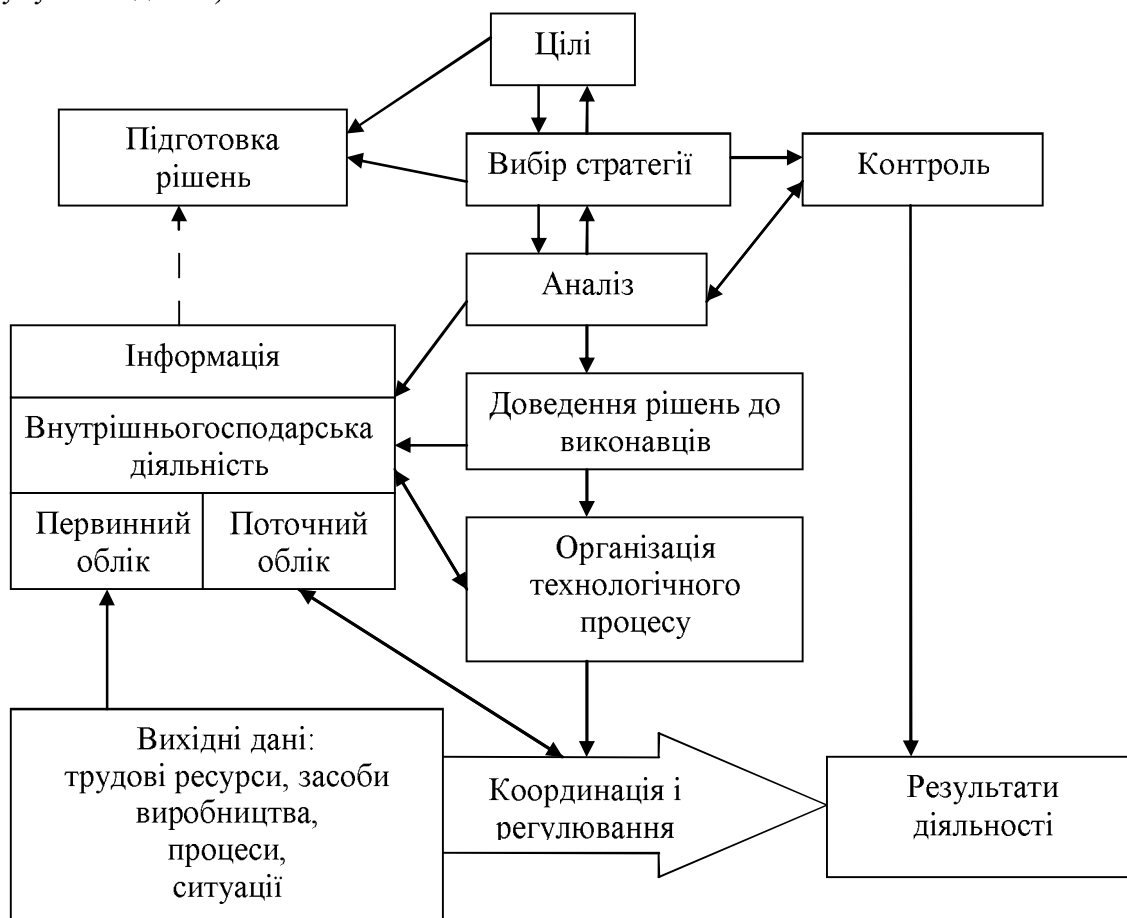 Цілі
Підготовка
рішень
Вибір стратегії
Контроль
Аналіз
Інформація
Внутрішньогосподарська
діяльність
Первинний
облік
Поточний
облік
Доведення рішень до
виконавців
Організація
технологічного
процесу
Вихідні дані:
трудові ресурси, засоби
виробництва,
процеси,
ситуації
Координація і
регулювання
Результати
діяльності